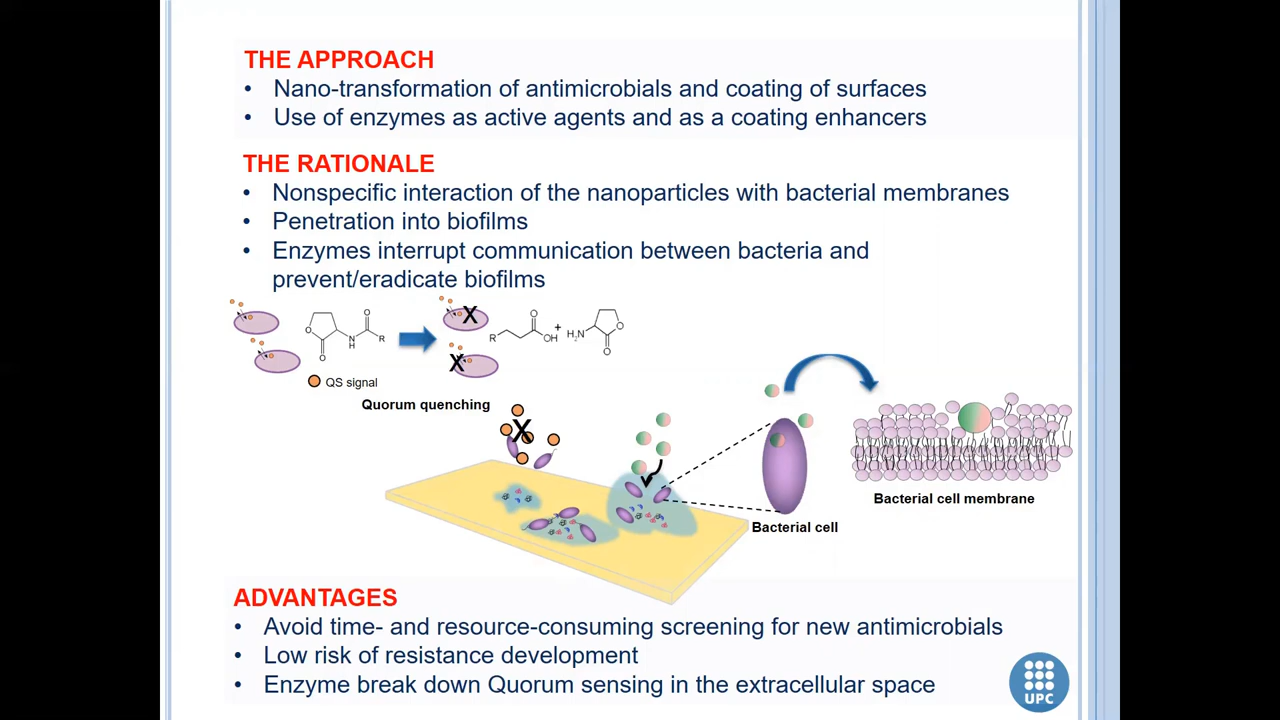 THE APPROACH
• Nano-transformation of antimicrobials and coating of surfaces
• Use of enzymes as active agents and as a coating enhancers
THE RATIONALE
• Nonspecific interaction of the nanoparticles with bacterial membranes
• Penetration into biofilms
• Enzymes interrupt communication between bacteria and
prevent/eradicate biofilms
X
O
O
O
N
H
R
X
R
O
OH
+
H2N
O
O
QS signal
Quorum quenching
X
Bacterial cell
Bacterial cell membrane
ADVANTAGES
• Avoid time- and resource-consuming screening for new antimicrobials
• Low risk of resistance development
• Enzyme break down Quorum sensing in the extracellular space
UPC